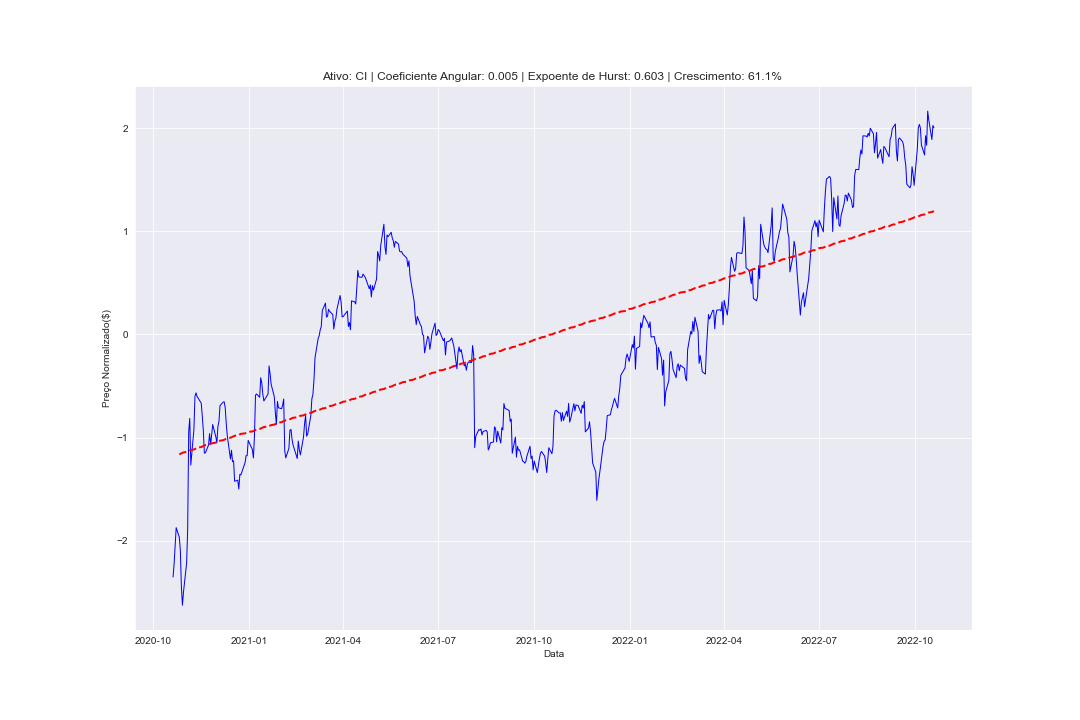 Ativo: CI | Coeficiente Angular: 0.005 | Expoente de Hurst: 0.603 | Crescimento: 61.1%
Preço Normalizado($)
2
1
0
−1
−2
2020-10 2021-01 2021-04 2021-07 2021-10 2022-01 2022-04 2022-07 2022-10
Data